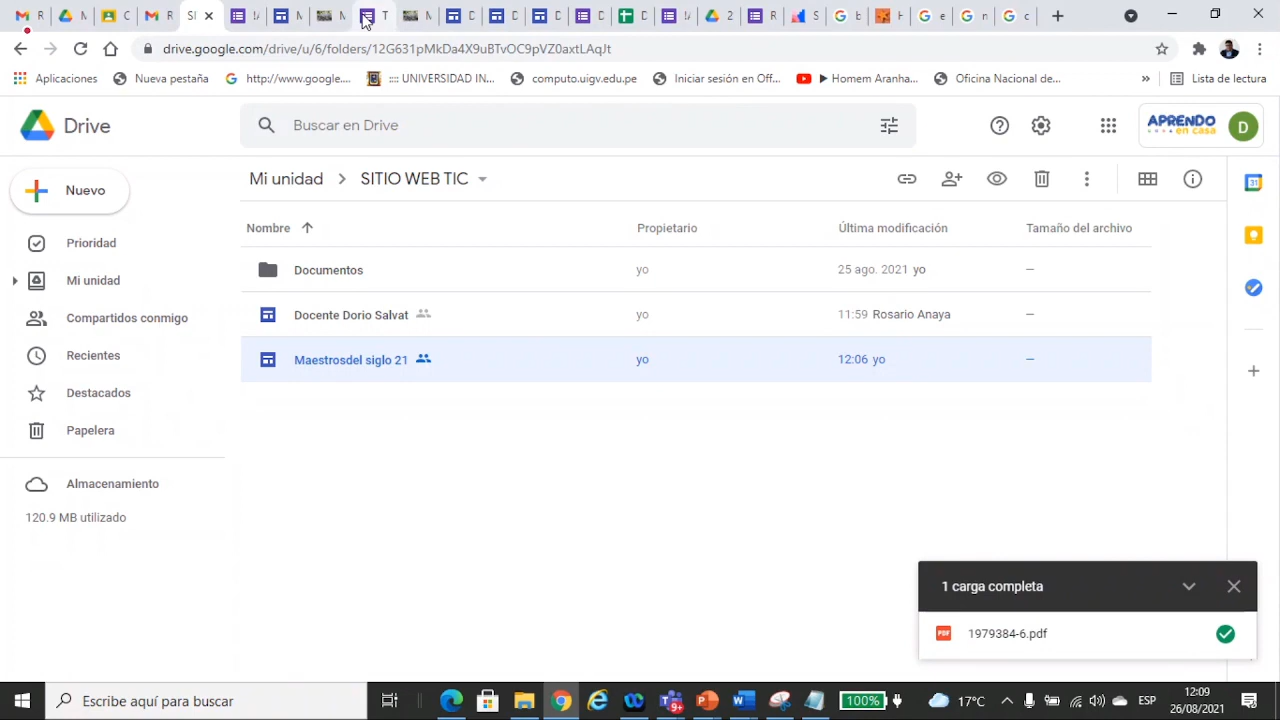 SI
drive.google.com/drive/u/6/folders/12G631pMkDa4X9uBTvOC9pVZ0axtLAqJt
Aplicaciones
Nueva pestaña
http://www.google....
:::: UNIVERSIDAD IN...
computo.uigv.edu.pe
Iniciar sesión en Off...
▶ Homem Aranha...
Oficina Nacional de...
»
Lista de lectura
Drive
Buscar en Drive
APRENDO
en casa
D
Nuevo
Mi unidad
SITIO WEB TIC
Nombre
Propietario
Última modificación
Tamaño del archivo
Prioridad
Mi unidad
Compartidos conmigo
Recientes
Destacados
Papelera
Almacenamiento
120.9 MB utilizado
Documentos
yo
25 ago. 2021 yo
—
Docente Dorio Salvat
yo
11:59 Rosario Anaya
—
Maestrosdel siglo 21
yo
12:06 yo
—
31
1 carga completa
PDF
1979384-6.pdf
Escribe aquí para buscar
9+
100%
17°C
ESP
12:09
26/08/2021